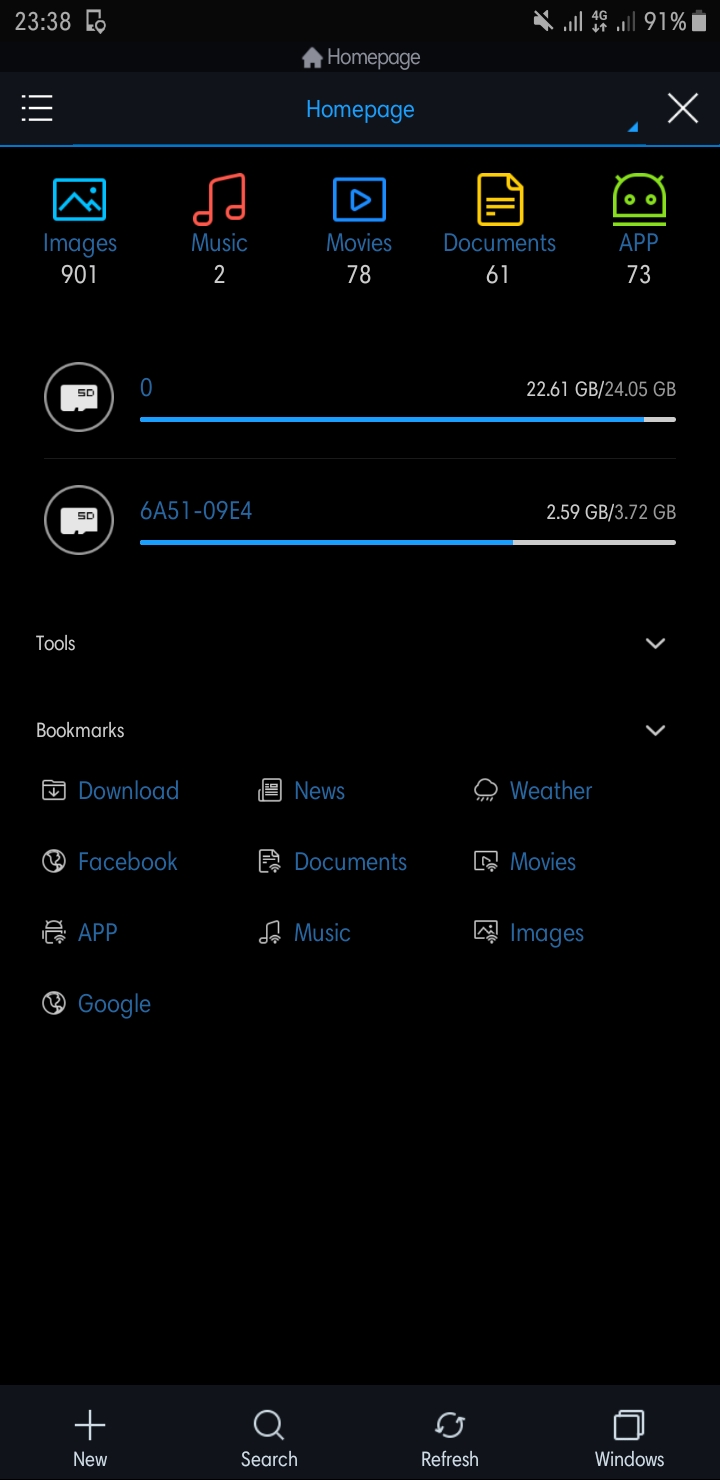 23:38 4G 91%
Homepage
Homepage
Images Music Movies Documents APP
901 2 78 61 73
SD 0 22.61 GB/24.05 GB
SD 6A51-09E4 2.59 GB/3.72 GB
Tools
Bookmarks
Download News Weather
Facebook Documents Movies
APP Music Images
Google
New Search Refresh Windows